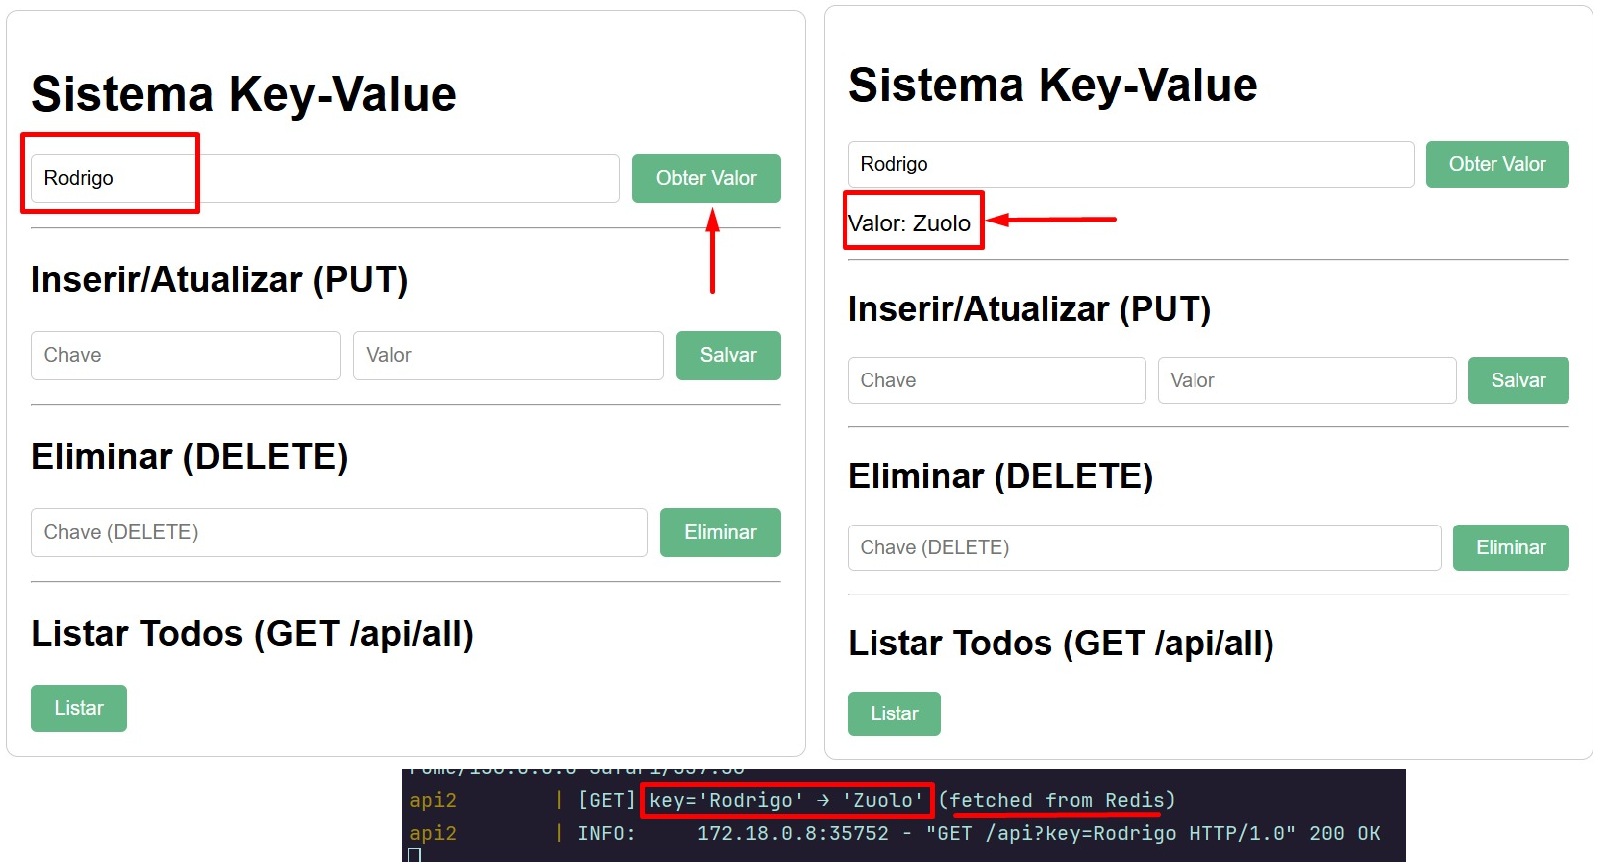 Sistema Key-Value
Rodrigo
Obter Valor
Inserir/Atualizar (PUT)
Chave
Valor
Salvar
Eliminar (DELETE)
Chave (DELETE)
Eliminar
Listar Todos (GET /api/all)
Listar
Sistema Key-Value
Rodrigo
Obter Valor
Valor: Zuolo
Inserir/Atualizar (PUT)
Chave
Valor
Salvar
Eliminar (DELETE)
Chave (DELETE)
Eliminar
Listar Todos (GET /api/all)
Listar
api2 | [GET] key='Rodrigo' → 'Zuolo' (fetched from Redis)
api2 | INFO: 172.18.0.8:35752 - "GET /api?key=Rodrigo HTTP/1.0" 200 OK